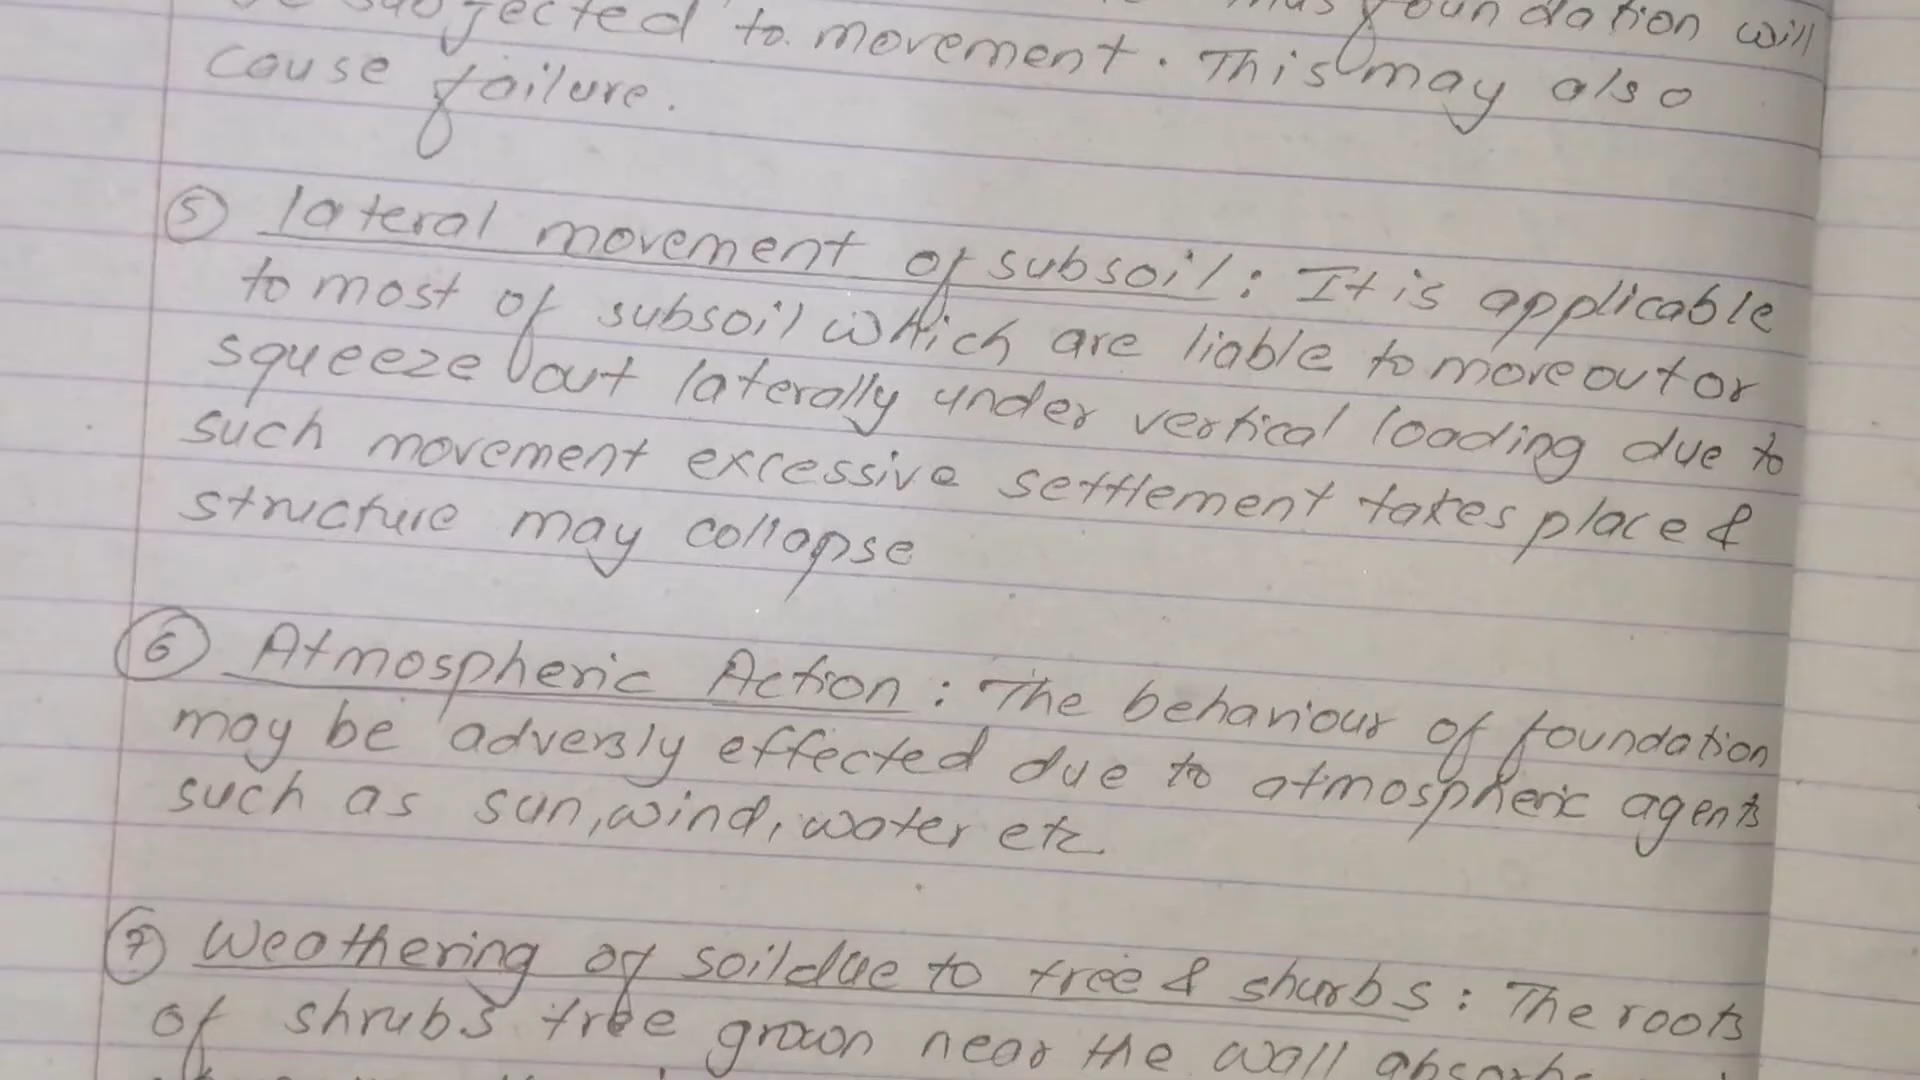 subjected to movement. This may also
foundation will
cause failure.
⑤ lateral movement of subsoil : It is applicable
to most of subsoil which are liable to move out or
squeeze out laterally under vertical loading due to
such movement excessive settlement takes place &
structure may collapse
⑥ Atmospheric Action : The behaviour of foundation
may be adversly effected due to atmospheric agents
such as sun, wind, water etc.
⑦ Weathering of soil due to tree & shurbs : The roots
of shrubs tree grown near the wall absorbs